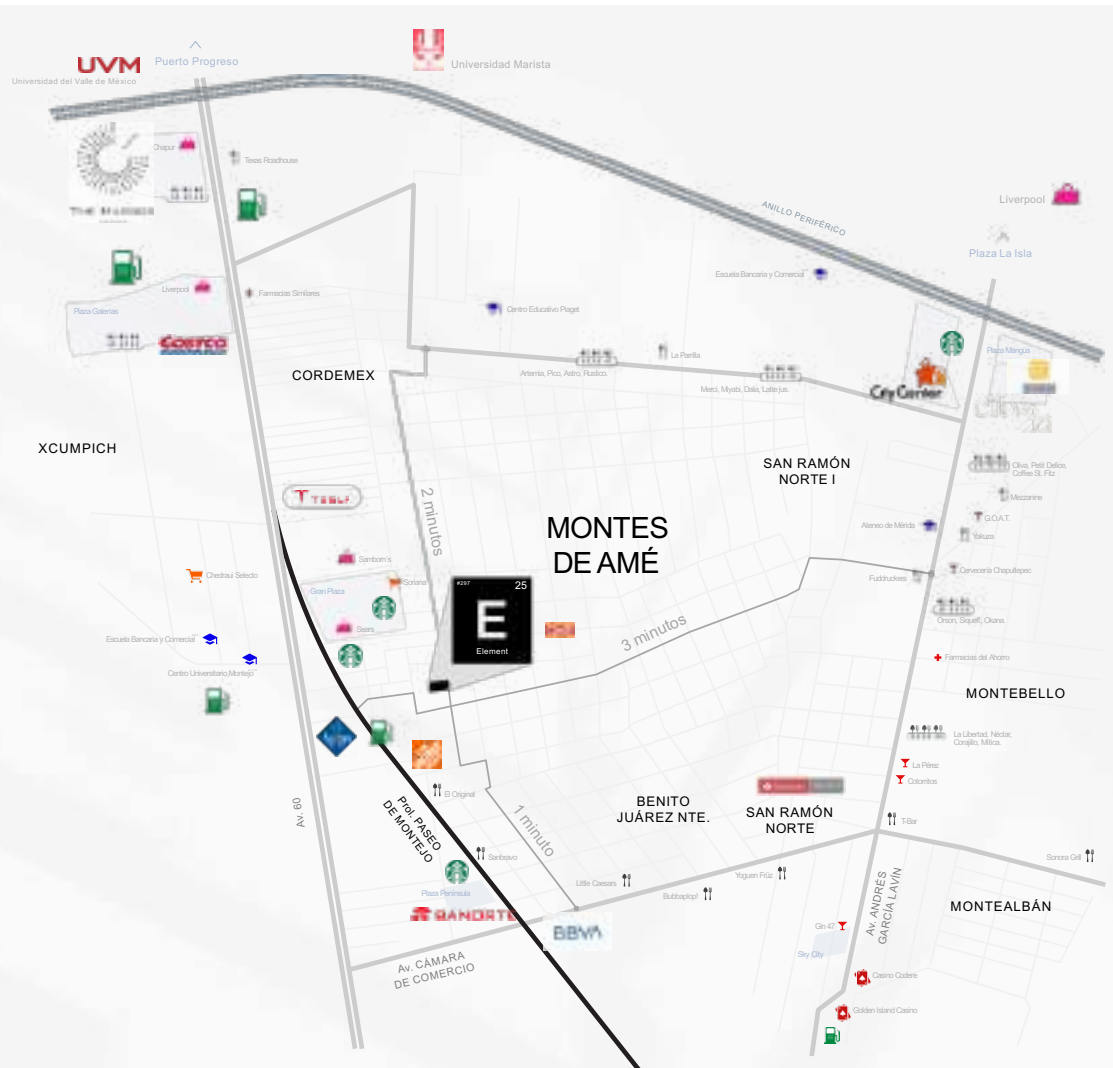 UVM
Universidad del Valle de México
Puerto Progreso
Universidad Marista
Chapur
Texas Roadhouse
THE HARBOR
Liverpool
ANILLO PERIFÉRICO
Plaza La Isla
Escuela Bancaria y Comercial
Liverpool
Farmacias Similares
Plaza Galerías
Centro Educativo Piaget
COSTCO
La Parrilla
Plaza Mangus
CORDEMEX
Artemia, Pico, Astro, Rustico.
Merci, Miyabi, Dala, Latte jus.
City Center
XCUMPICH
SAN RAMÓN
NORTE I
Oliva, Petit Delice,
Coffee St. Fitz
Mezzanine
TESLA
2 minutos
MONTES
DE AMÉ
Ateneo de Mérida
G.O.A.T.
Yakuza
Sanborn´s
Chedraui Selecto
Soriana
Gran Plaza
#297
25
E
Element
Fuddruckers
Cervecería Chapultepec
Sears
Orson, Siqueff, Okana.
Escuela Bancaria y Comercial
3 minutos
Farmacias del Ahorro
Centro Universitario Montejo
MONTEBELLO
La Libertad, Néctar,
Corajillo, Mítica.
La Pérez
Colorritos
El Original
Av. 60
Prol. PASEO
DE MONTEJO
1 minuto
BENITO
JUÁREZ NTE.
SAN RAMÓN
NORTE
T-Bar
Sanbravo
Sonora Grill
Little Caesars
Yoguen Früz
Bubbaplop!
Plaza Península
BANORTE
BBVA
Av. ANDRÉS
GARCÍA LAVÍN
MONTEALBÁN
Gin 47
Sky City
Av. CÁMARA
DE COMERCIO
Casino Codere
Golden Island Casino